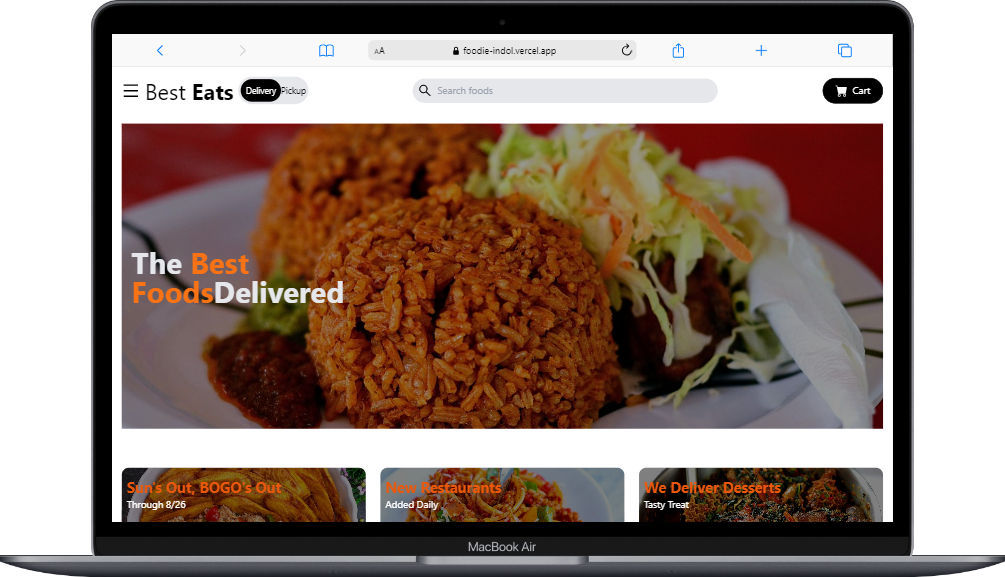 AA foodie-indol.vercel.app
Best Eats Delivery Pickup Search foods Cart
The Best
FoodsDelivered
Sun's Out, BOGO's Out New Restaurants We Deliver Desserts
Through 8/26 Added Daily Tasty Treat
MacBook Air